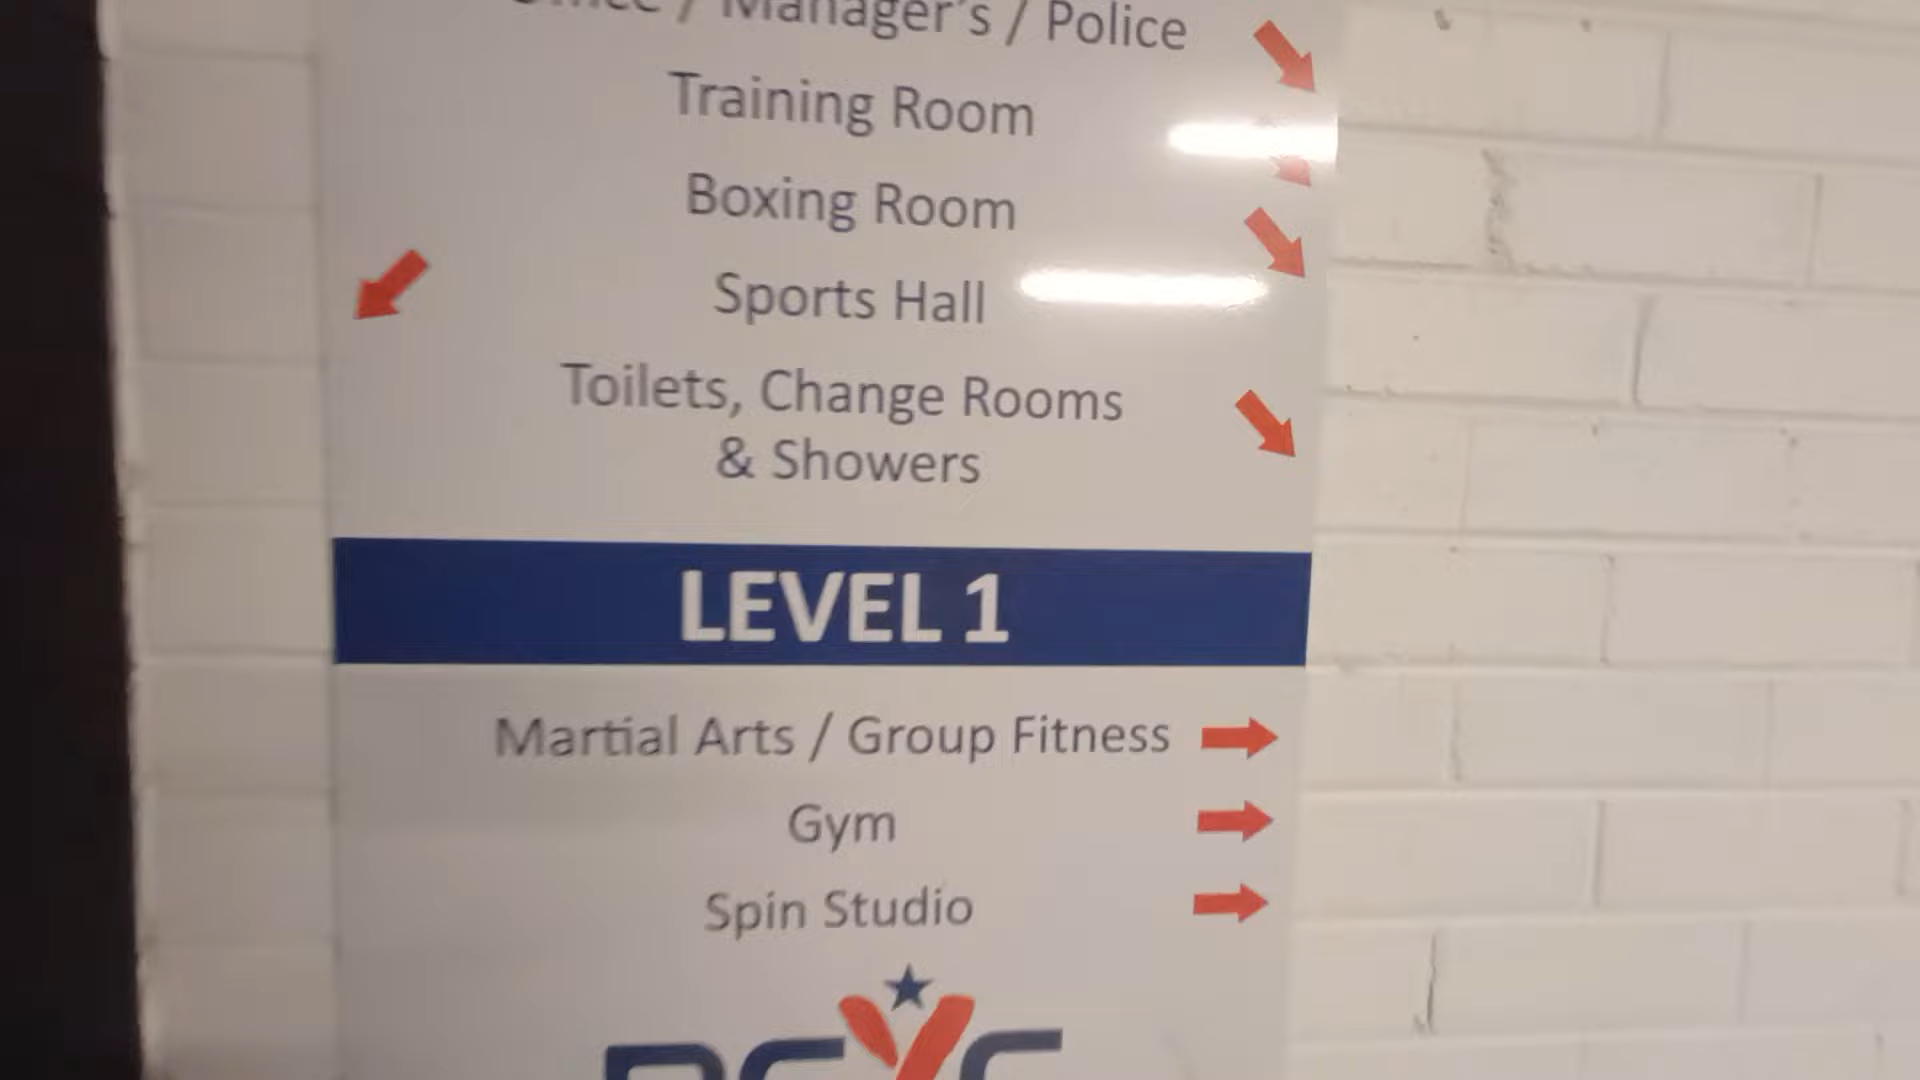 / Manager's / Police
Training Room
Boxing Room
Sports Hall
Toilets, Change Rooms
& Showers
LEVEL 1
Martial Arts / Group Fitness
Gym
Spin Studio